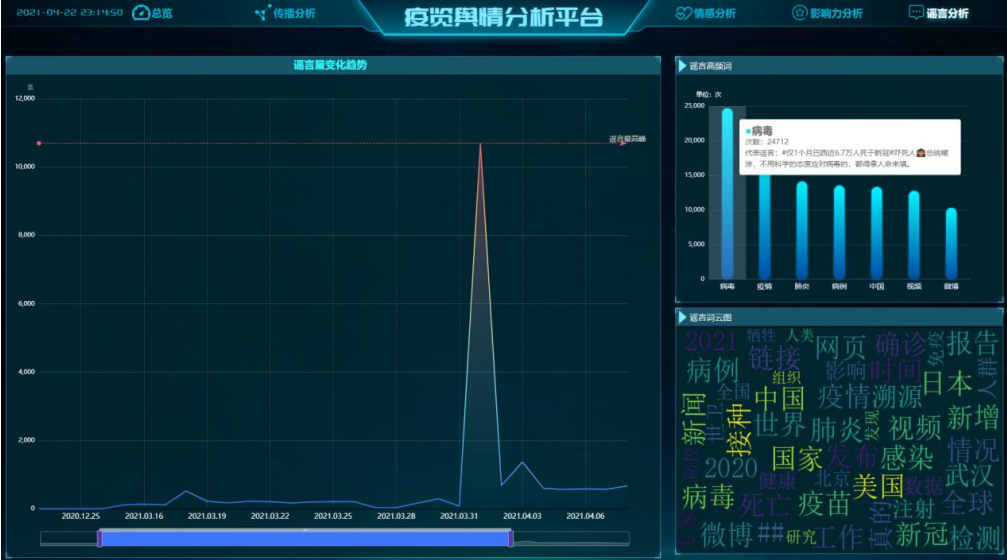 2021-04-22 23:14:50
总览
传播分析
疫览舆情分析平台
情感分析
影响力分析
谣言分析
谣言量变化趋势
12,000
10,000
8,000
6,000
4,000
2,000
0
谣言最高峰
2020.12.25 2021.03.16 2021.03.19 2021.03.22 2021.03.25 2021.03.28 2021.03.31 2021.04.03 2021.04.06
谣言高频词
单位：次
25,000
20,000
15,000
10,000
5,000
0
病毒
次数：24712
代表谣言：#仅1个月巴西近6.7万人死于新冠#吓死人总统糊
涂，不用科学的态度应对病毒的，都得拿人命来填。
病毒 疫情 肺炎 病例 中国 视频 微博
谣言词云图
2021 牺牲 人类 网页 确诊 免疫 报告
链接
病例 组织 影响 时间 日本 人群
全国 中国 疫情 溯源
新闻 接种 世界 肺炎 发现 视频 新增
国家 发布 感染 情况
2020 健康 北京 美国 数据 武汉
病毒 死亡 疫苗 真的 注射 全球
微博 ## 研究 工作 新冠 检测